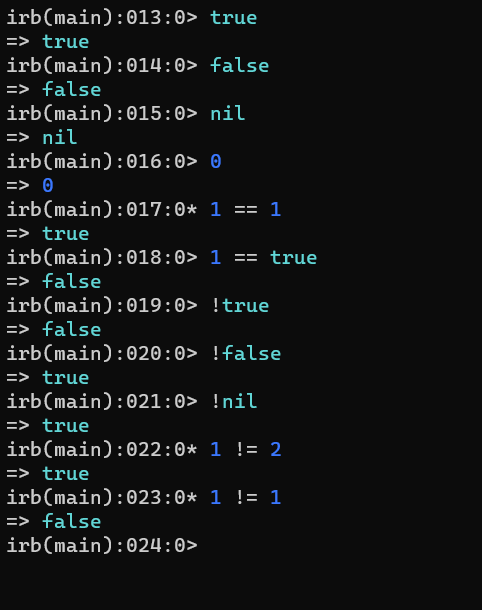 irb(main):013:0> true
=> true
irb(main):014:0> false
=> false
irb(main):015:0> nil
=> nil
irb(main):016:0> 0
=> 0
irb(main):017:0* 1 == 1
=> true
irb(main):018:0> 1 == true
=> false
irb(main):019:0> !true
=> false
irb(main):020:0> !false
=> true
irb(main):021:0> !nil
=> true
irb(main):022:0* 1 != 2
=> true
irb(main):023:0* 1 != 1
=> false
irb(main):024:0>